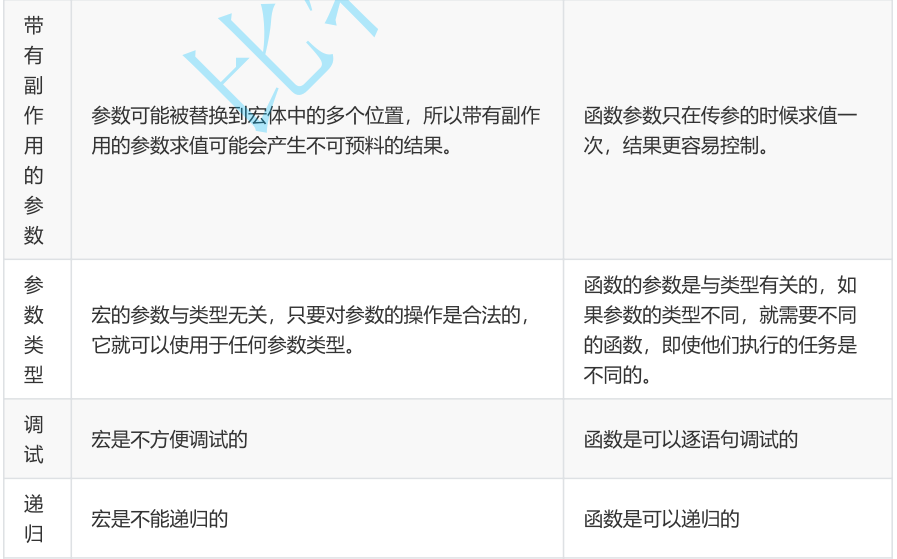 带有副作用的参数
参数可能被替换到宏体中的多个位置，所以带有副作
用的参数求值可能会产生不可预料的结果。
函数参数只在传参的时候求值一
次，结果更容易控制。
参数类型
宏的参数与类型无关，只要对参数的操作是合法的，
它就可以使用于任何参数类型。
函数的参数是与类型有关的，如
果参数的类型不同，就需要不同
的函数，即使他们执行的任务是
不同的。
调试
宏是不方便调试的
函数是可以逐语句调试的
递归
宏是不能递归的
函数是可以递归的
比